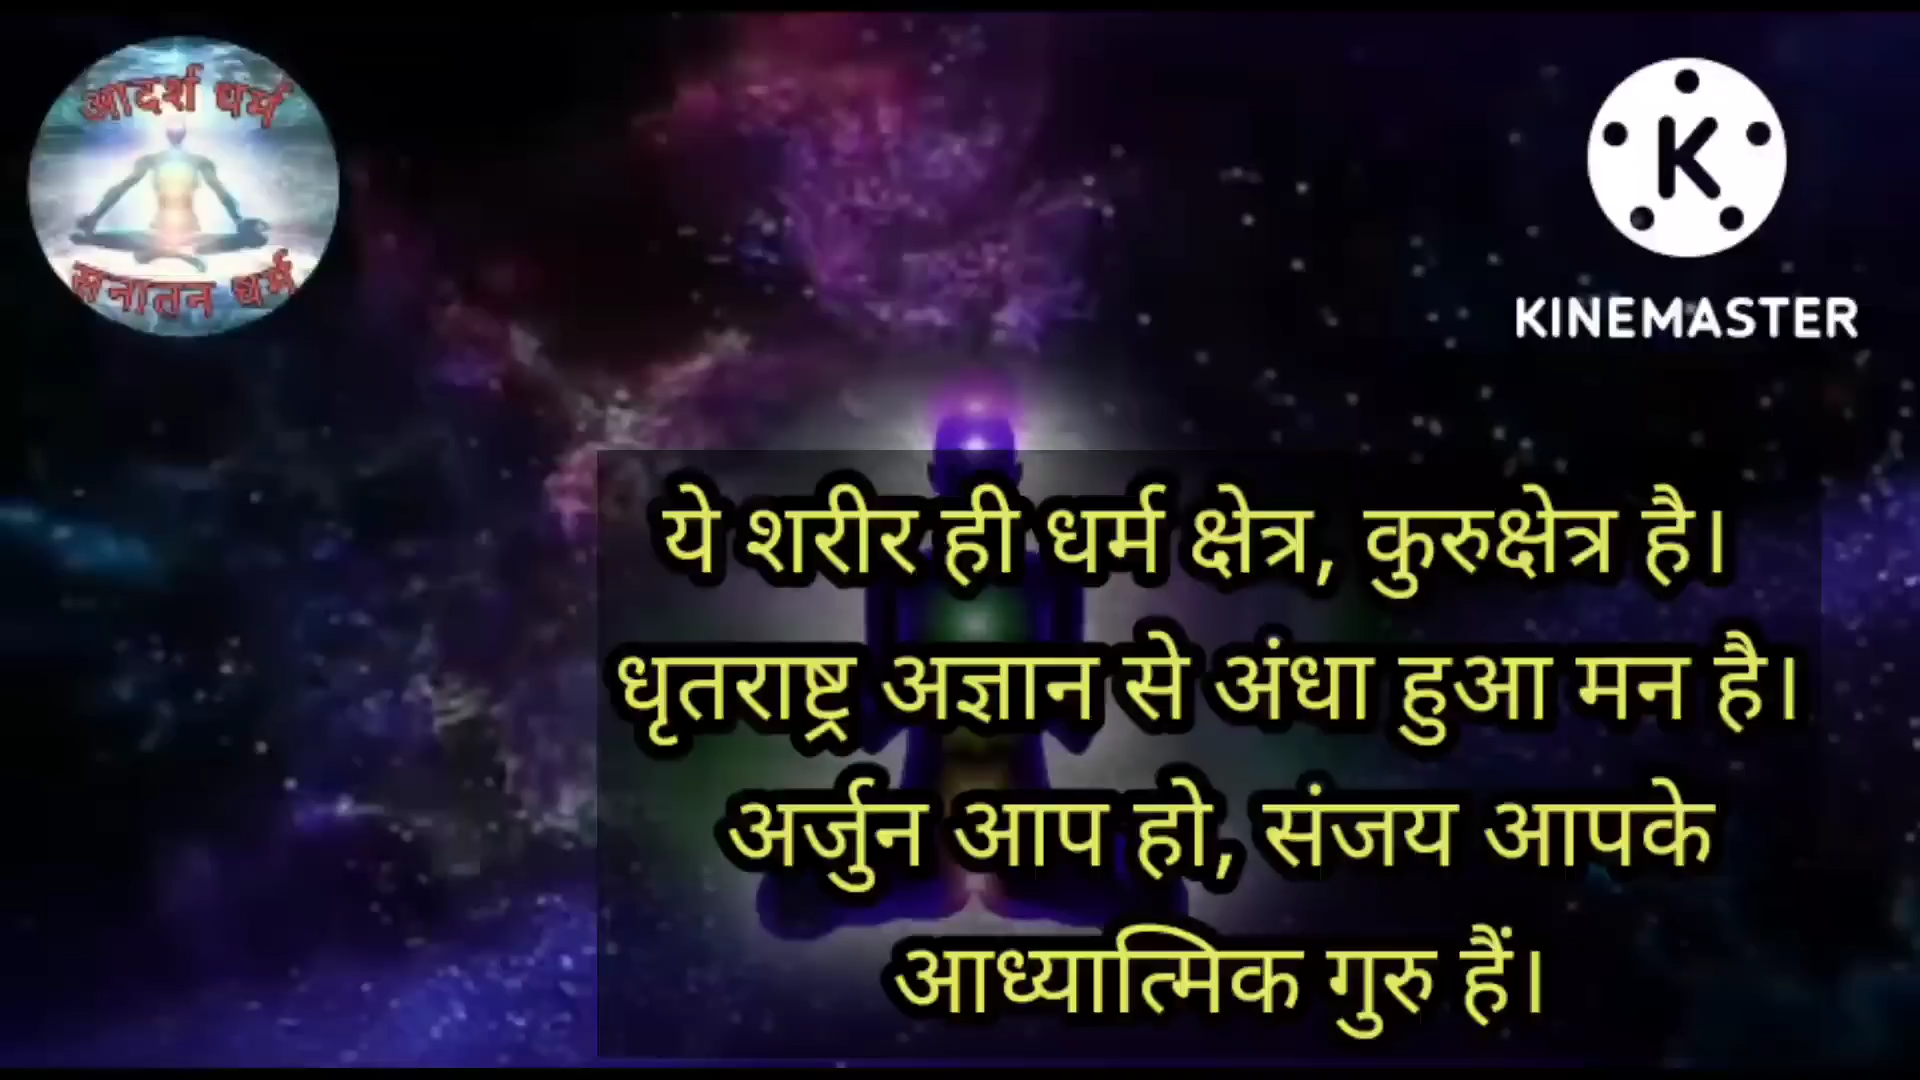 आदर्श धर्म
सनातन धर्म
K
KINEMASTER
ये शरीर ही धर्म क्षेत्र, कुरुक्षेत्र है।
धृतराष्ट्र अज्ञान से अंधा हुआ मन है।
अर्जुन आप हो, संजय आपके
आध्यात्मिक गुरु हैं।